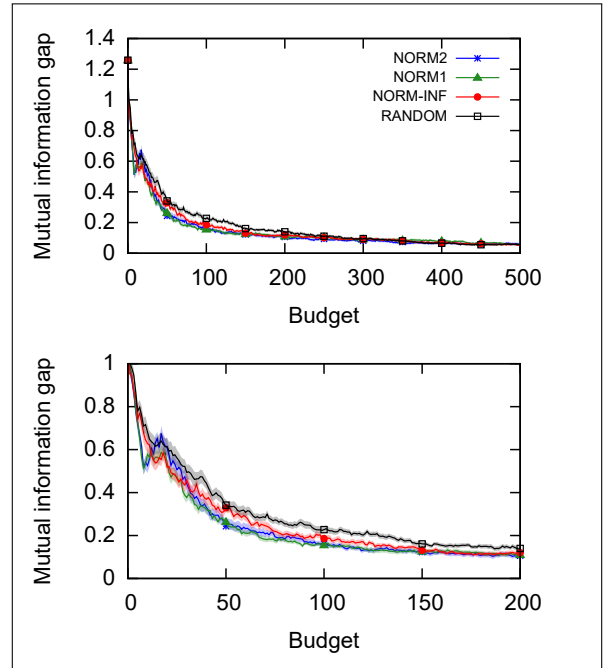 Mutual information gap
1.4
1.2
1
0.8
0.6
0.4
0.2
0
NORM2
NORM1
NORM-INF
RANDOM
0 100 200 300 400 500
Budget
Mutual information gap
1
0.8
0.6
0.4
0.2
0
0 50 100 150 200
Budget